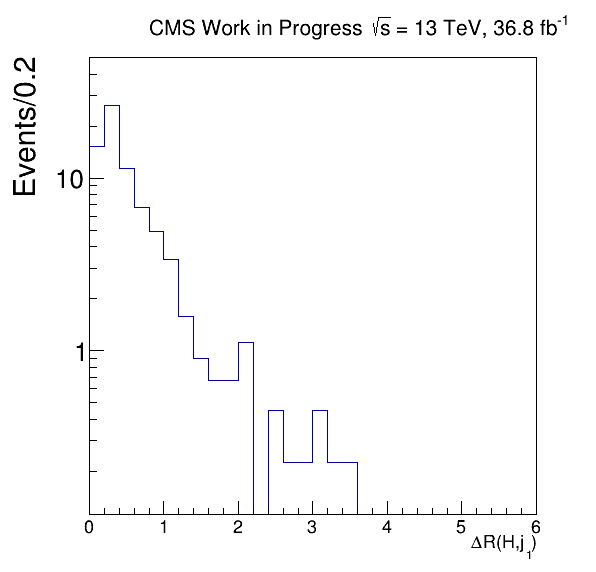 CMS Work in Progress √s = 13 TeV, 36.8 fb⁻¹
Events/0.2
10
1
0 1 2 3 4 5 6
ΔR(H,j₁)